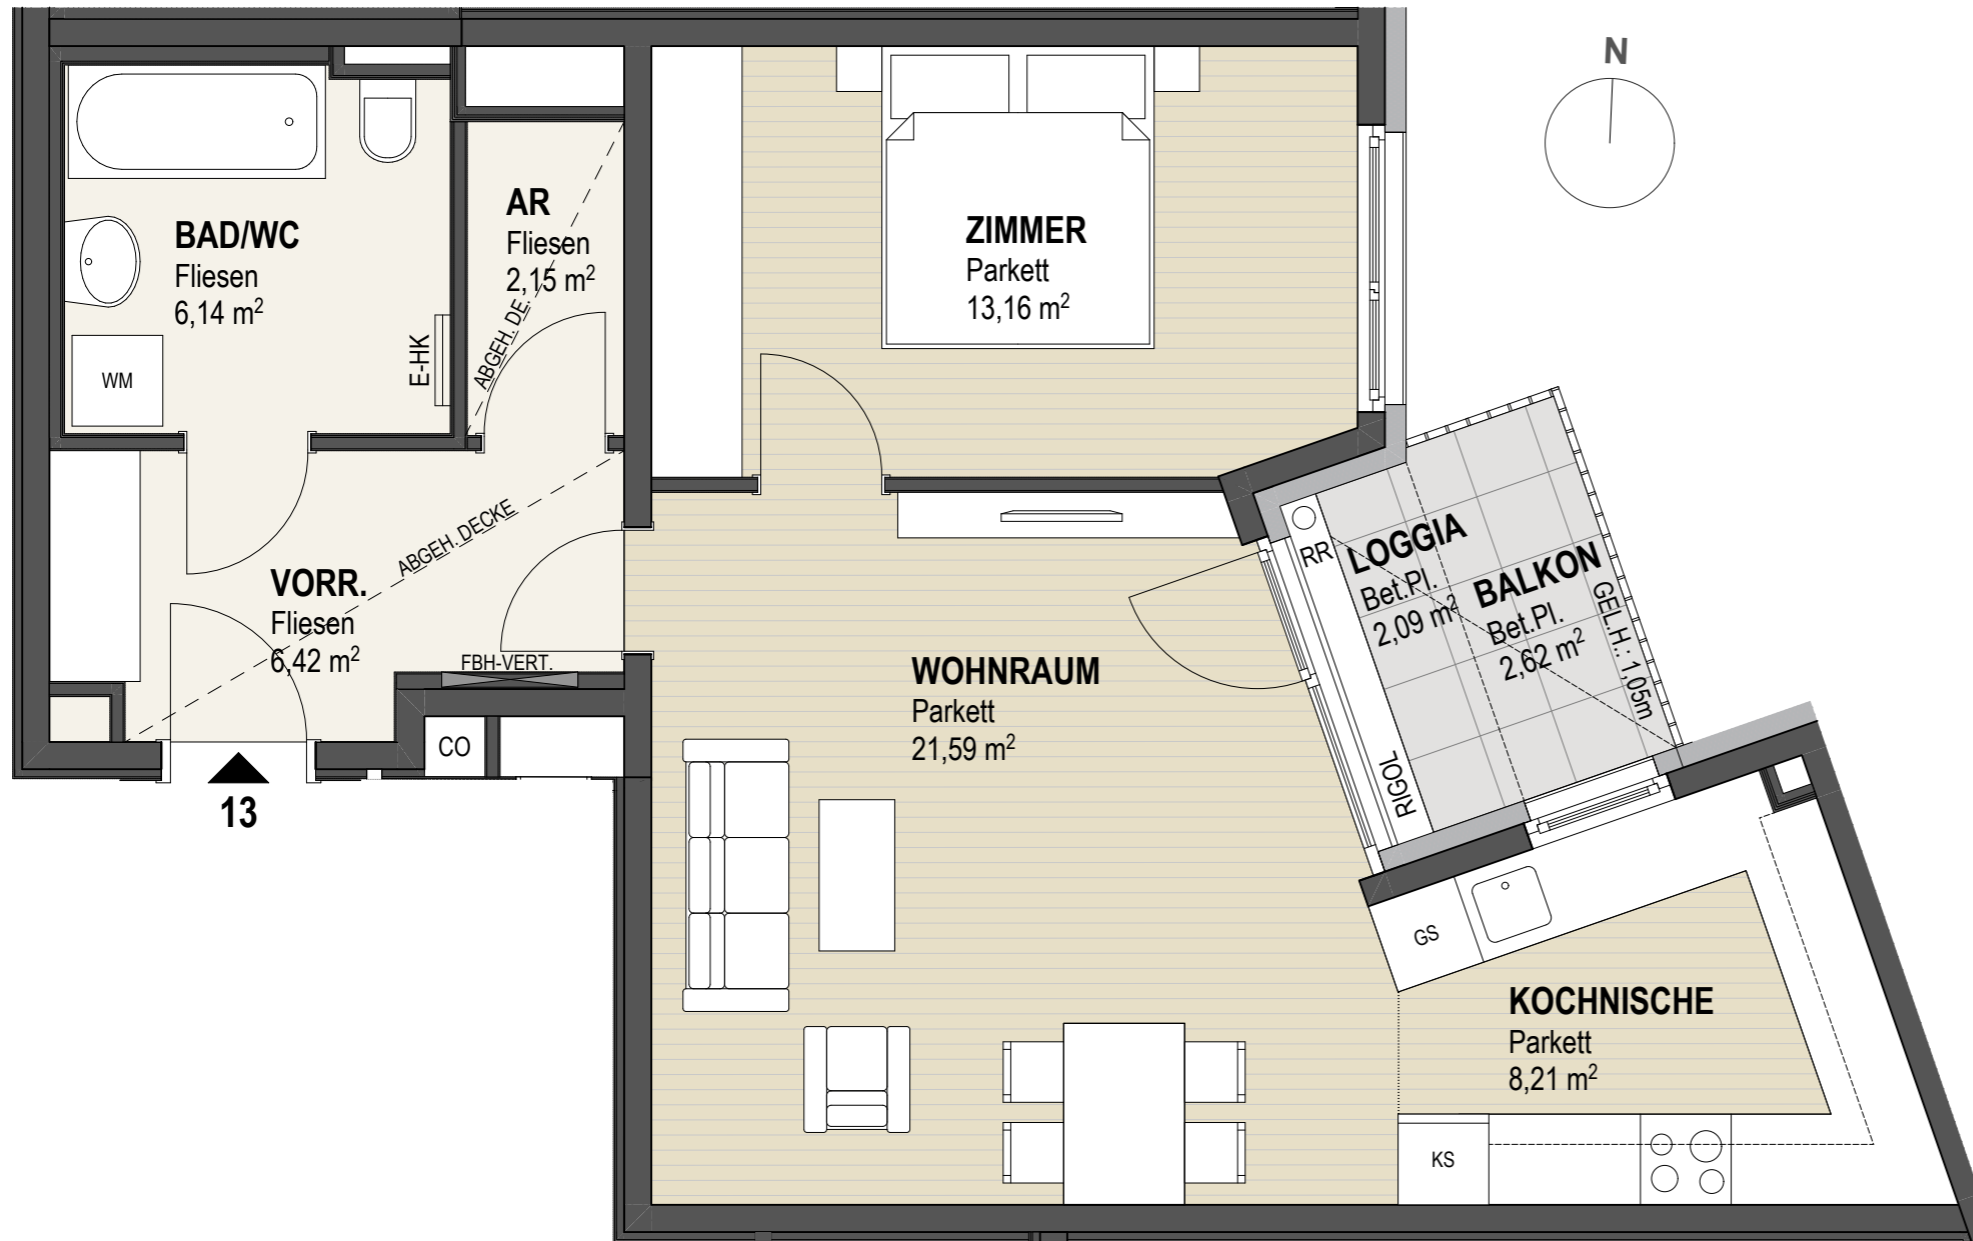 N
BAD/WC
Fliesen
6,14 m²
WM
E-HK
AR
Fliesen
2,15 m²
ABGEH. DE.
ZIMMER
Parkett
13,16 m²
ABGEH. DECKE
VORR.
Fliesen
6,42 m²
FBH-VERT.
CO
13
WOHNRAUM
Parkett
21,59 m²
RR
LOGGIA
Bet.Pl.
2,09 m²
BALKON
Bet.Pl.
2,62 m²
GEL.H.: 1,05m
RIGOL
GS
KOCHNISCHE
Parkett
8,21 m²
KS